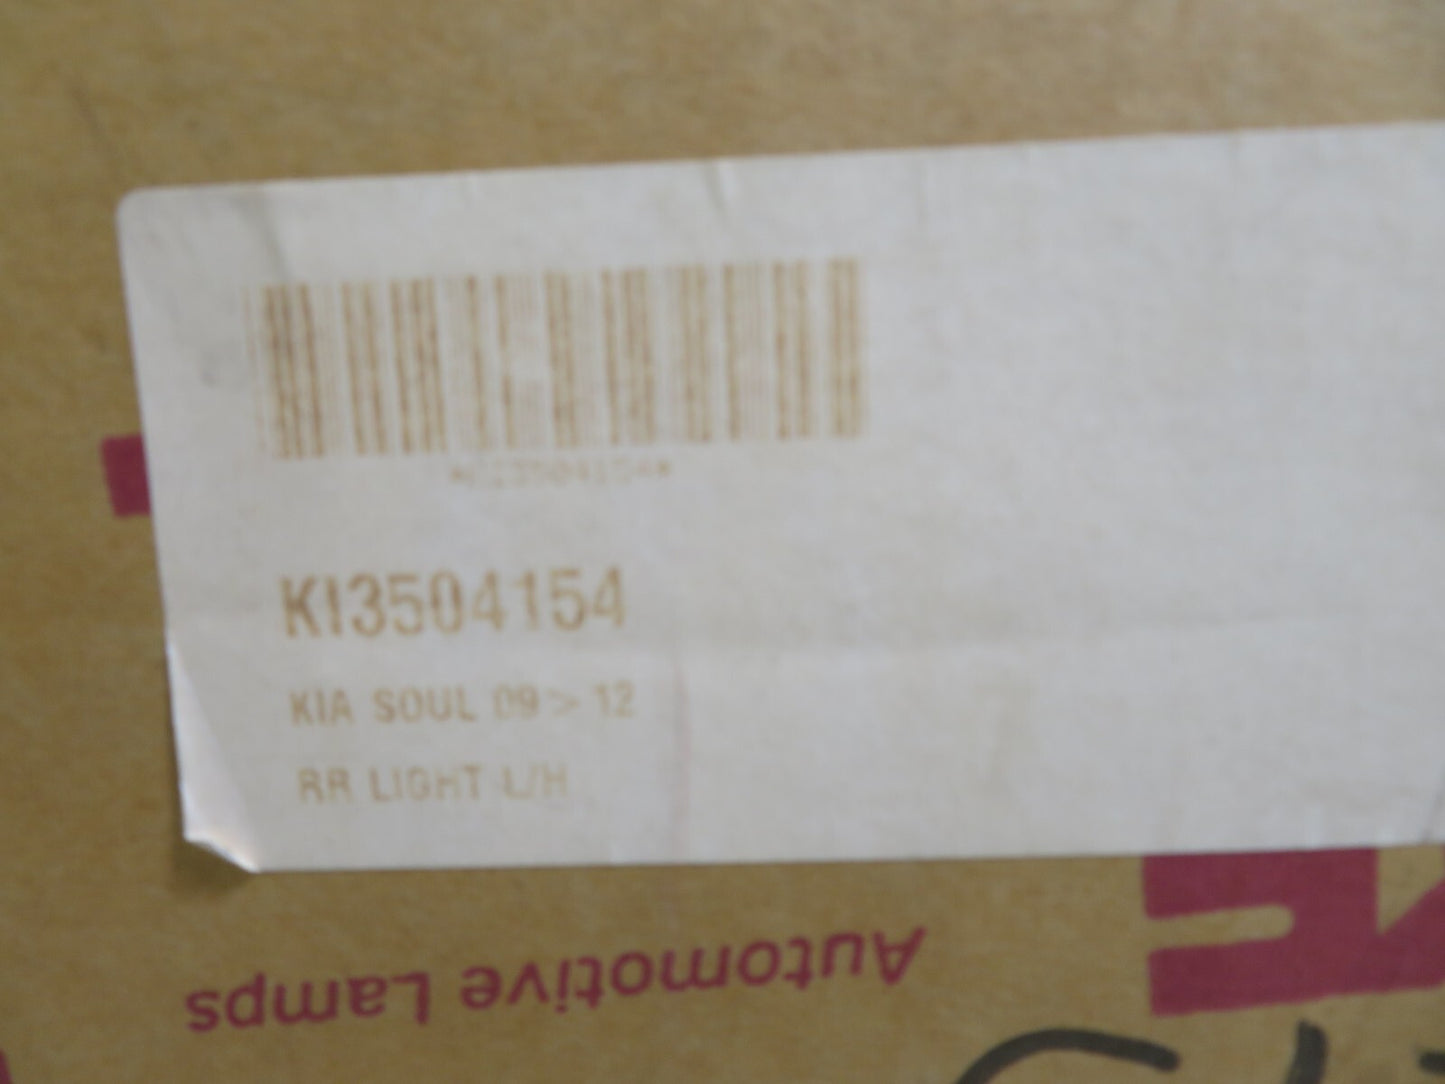 KI3504154
KIA SOUL 09 > 12
RR LIGHT L/H
Automotive Lamps